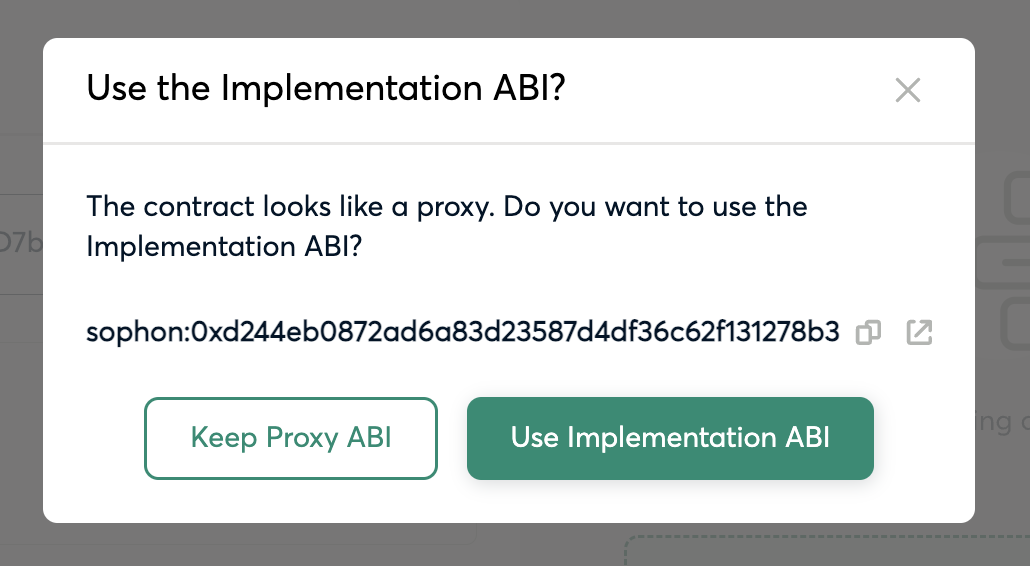 Use the Implementation ABI?
The contract looks like a proxy. Do you want to use the
Implementation ABI?
sophon:0xd244eb0872ad6a83d23587d4df36c62f131278b3
Keep Proxy ABI
Use Implementation ABI